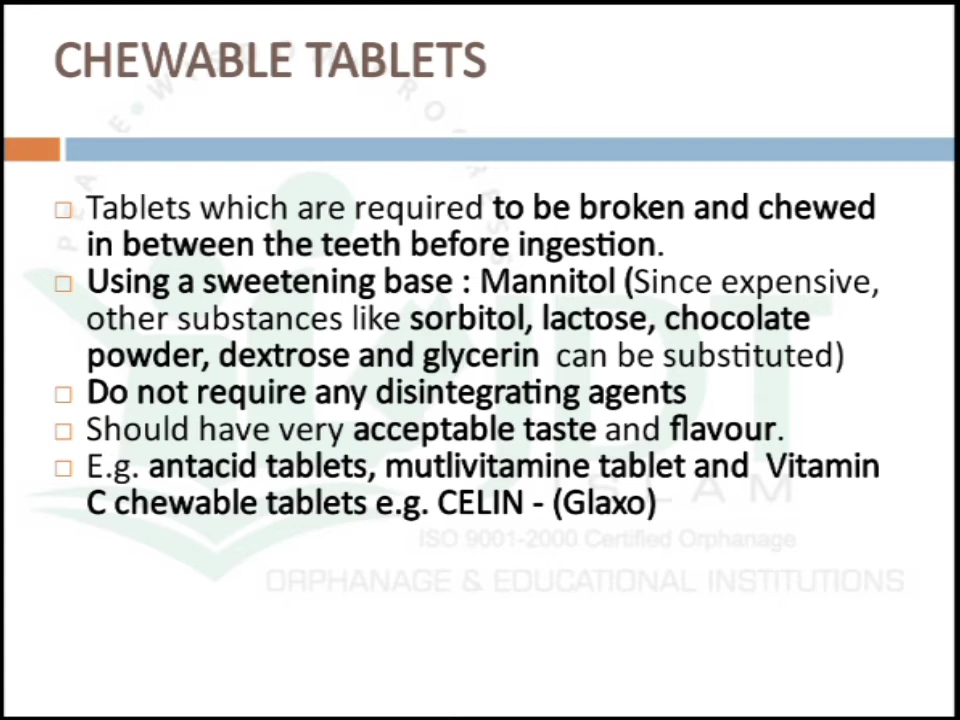 CHEWABLE TABLETS
Tablets which are required to be broken and chewed
in between the teeth before ingestion.
Using a sweetening base : Mannitol (Since expensive,
other substances like sorbitol, lactose, chocolate
powder, dextrose and glycerin can be substituted)
Do not require any disintegrating agents
Should have very acceptable taste and flavour.
E.g. antacid tablets, mutlivitamine tablet and Vitamin
C chewable tablets e.g. CELIN - (Glaxo)
JDT
ISLAM
ISO 9001-2000 Certified Orphanage
ORPHANAGE & EDUCATIONAL INSTITUTIONS